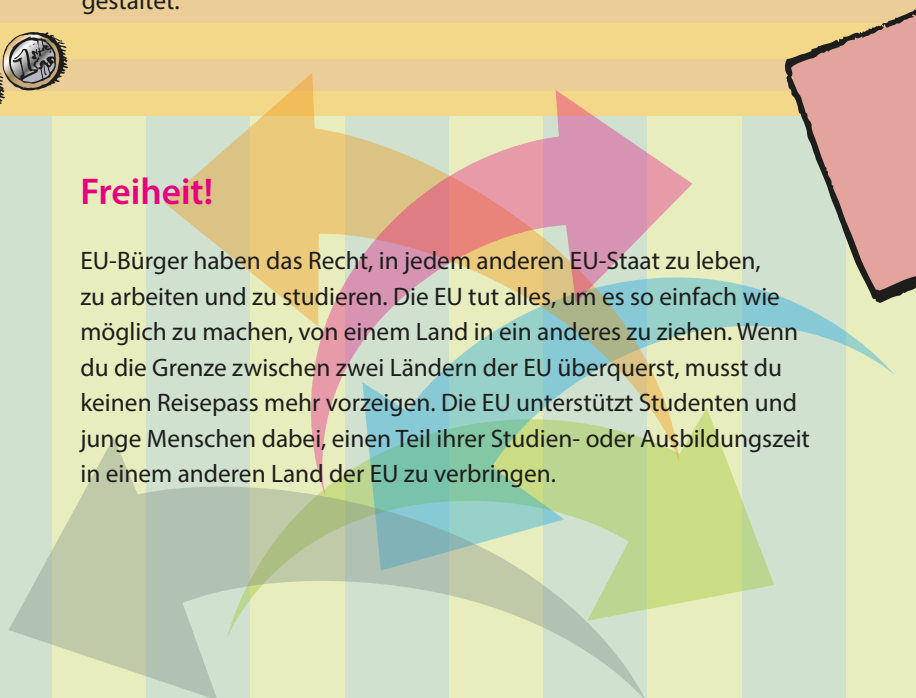 gestaltet.
Freiheit!
EU-Bürger haben das Recht, in jedem anderen EU-Staat zu leben,
zu arbeiten und zu studieren. Die EU tut alles, um es so einfach wie
möglich zu machen, von einem Land in ein anderes zu ziehen. Wenn
du die Grenze zwischen zwei Ländern der EU überquerst, musst du
keinen Reisepass mehr vorzeigen. Die EU unterstützt Studenten und
junge Menschen dabei, einen Teil ihrer Studien- oder Ausbildungszeit
in einem anderen Land der EU zu verbringen.